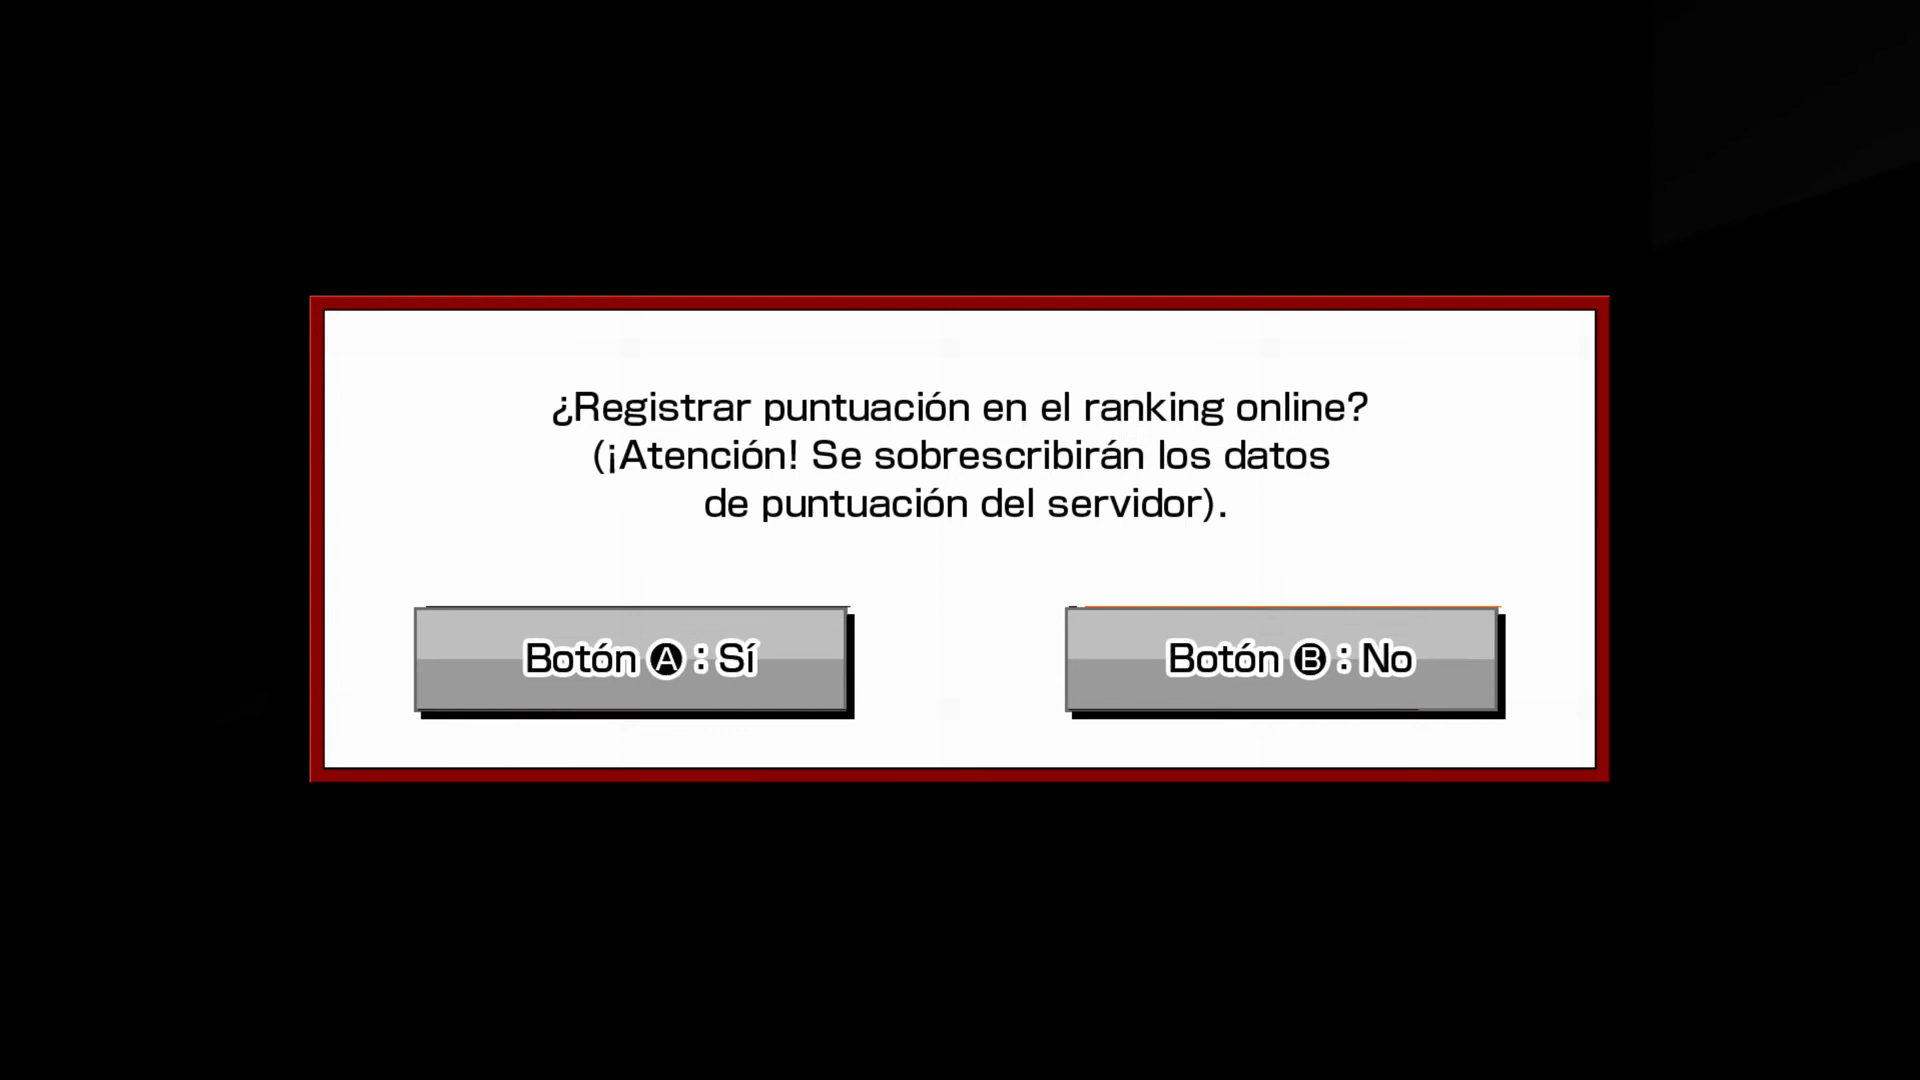 ¿Registrar puntuación en el ranking online?
(¡Atención! Se sobrescribirán los datos
de puntuación del servidor).
Botón A : Sí
Botón B : No